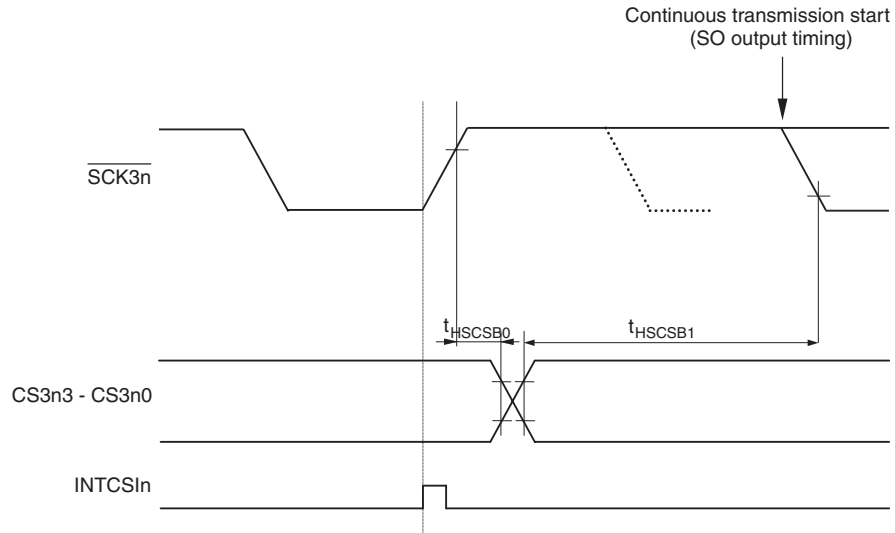 Continuous transmission start
(SO output timing)
SCK3n
tHSCSB0
tHSCSB1
CS3n3 - CS3n0
INTCSIn